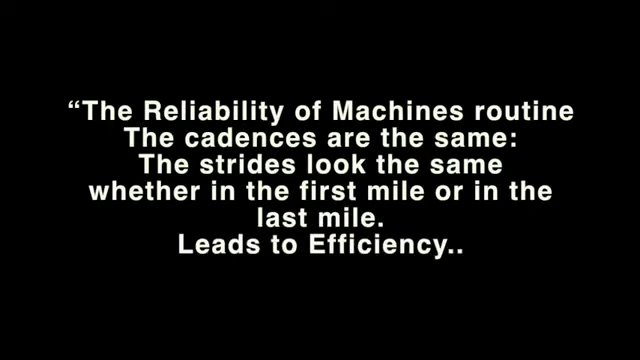 “The Reliability of Machines routine
The cadences are the same:
The strides look the same
whether in the first mile or in the
last mile.
Leads to Efficiency..